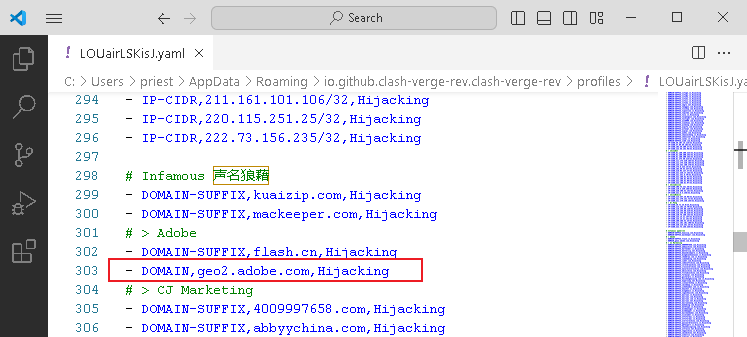 Search
LOUairLSKisJ.yaml
C: > Users > priest > AppData > Roaming > io.github.clash-verge-rev.clash-verge-rev > profiles > ! LOUairLSKisJ.ya
294 - IP-CIDR,211.161.101.106/32,Hijacking
295 - IP-CIDR,220.115.251.25/32,Hijacking
296 - IP-CIDR,222.73.156.235/32,Hijacking
297
298 # Infamous 声名狼藉
299 - DOMAIN-SUFFIX,kuaizip.com,Hijacking
300 - DOMAIN-SUFFIX,mackeeper.com,Hijacking
301 # > Adobe
302 - DOMAIN-SUFFIX,flash.cn,Hijacking
303 - DOMAIN,geo2.adobe.com,Hijacking
304 # > CJ Marketing
305 - DOMAIN-SUFFIX,4009997658.com,Hijacking
306 - DOMAIN-SUFFIX,abbyychina.com,Hijacking